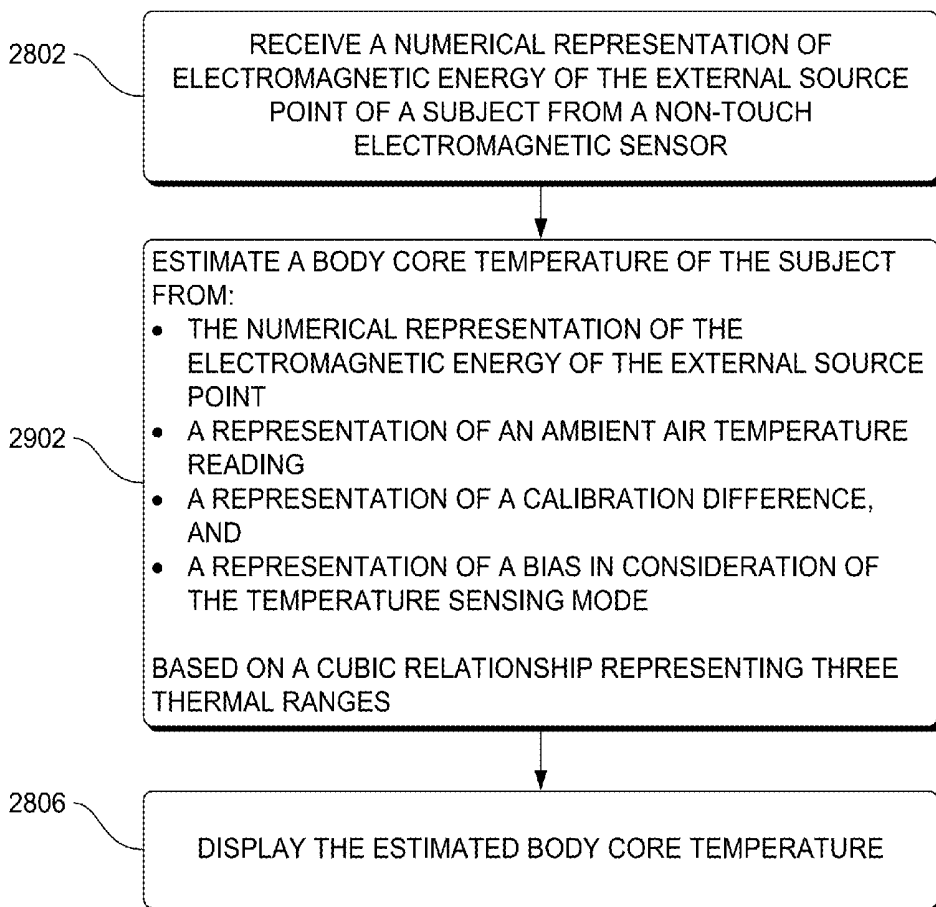 2802
RECEIVE A NUMERICAL REPRESENTATION OF
ELECTROMAGNETIC ENERGY OF THE EXTERNAL SOURCE
POINT OF A SUBJECT FROM A NON-TOUCH
ELECTROMAGNETIC SENSOR
2902
ESTIMATE A BODY CORE TEMPERATURE OF THE SUBJECT
FROM:
• THE NUMERICAL REPRESENTATION OF THE
ELECTROMAGNETIC ENERGY OF THE EXTERNAL SOURCE
POINT
• A REPRESENTATION OF AN AMBIENT AIR TEMPERATURE
READING
• A REPRESENTATION OF A CALIBRATION DIFFERENCE,
AND
• A REPRESENTATION OF A BIAS IN CONSIDERATION OF
THE TEMPERATURE SENSING MODE
BASED ON A CUBIC RELATIONSHIP REPRESENTING THREE
THERMAL RANGES
2806
DISPLAY THE ESTIMATED BODY CORE TEMPERATURE